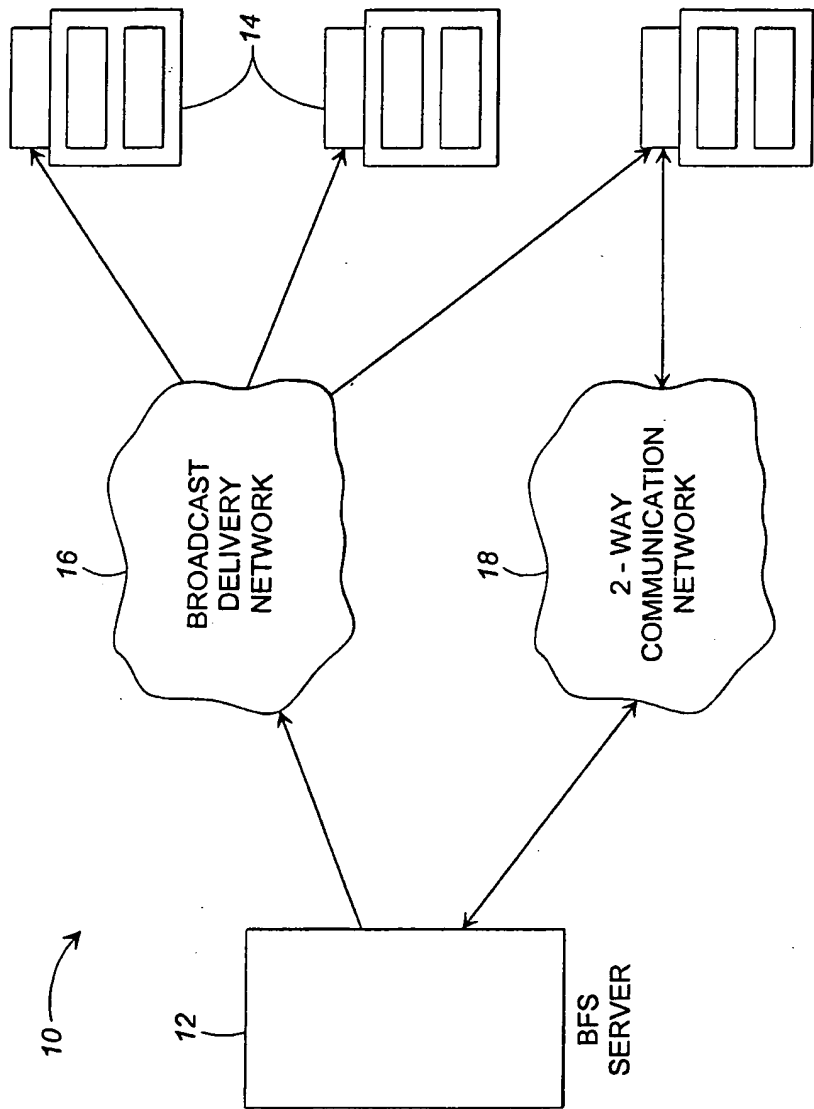 10
12
BFS
SERVER
16
BROADCAST
DELIVERY
NETWORK
18
2 - WAY
COMMUNICATION
NETWORK
14